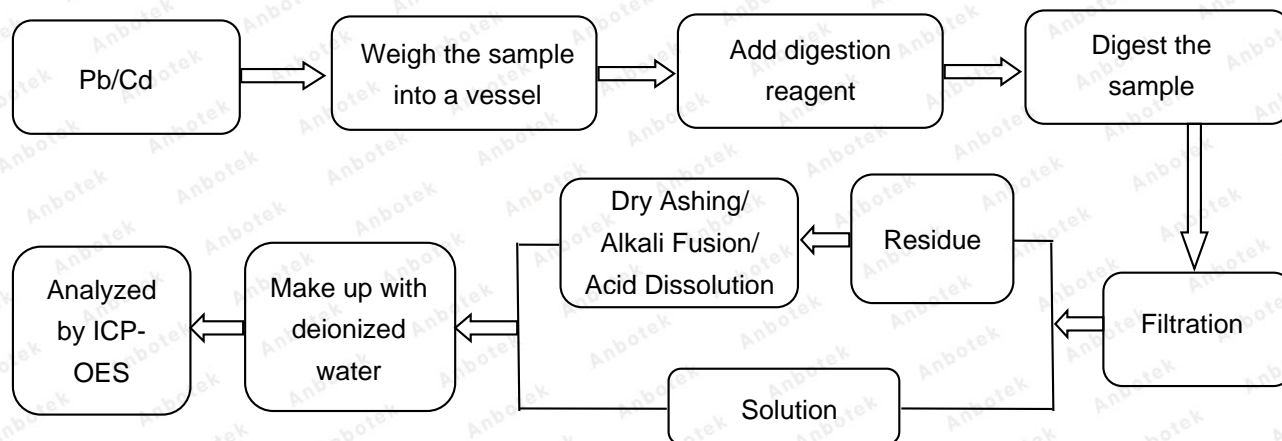 Pb/Cd
Weigh the sample
into a vessel
Add digestion
reagent
Digest the
sample
Filtration
Residue
Dry Ashing/
Alkali Fusion/
Acid Dissolution
Solution
Make up with
deionized
water
Analyzed
by ICP-
OES
Anbotek